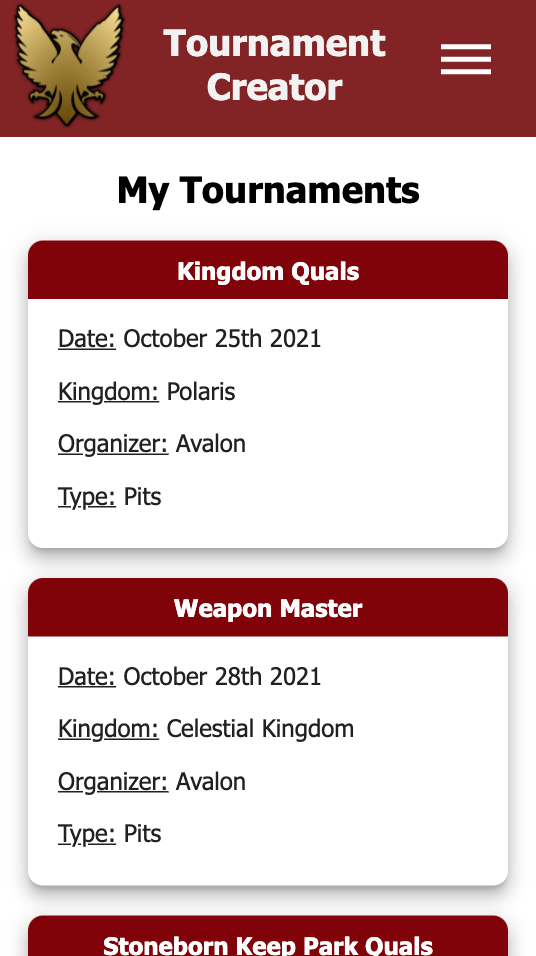 Tournament
Creator
My Tournaments
Kingdom Quals
Date: October 25th 2021
Kingdom: Polaris
Organizer: Avalon
Type: Pits
Weapon Master
Date: October 28th 2021
Kingdom: Celestial Kingdom
Organizer: Avalon
Type: Pits
Stoneborn Keep Park Quals